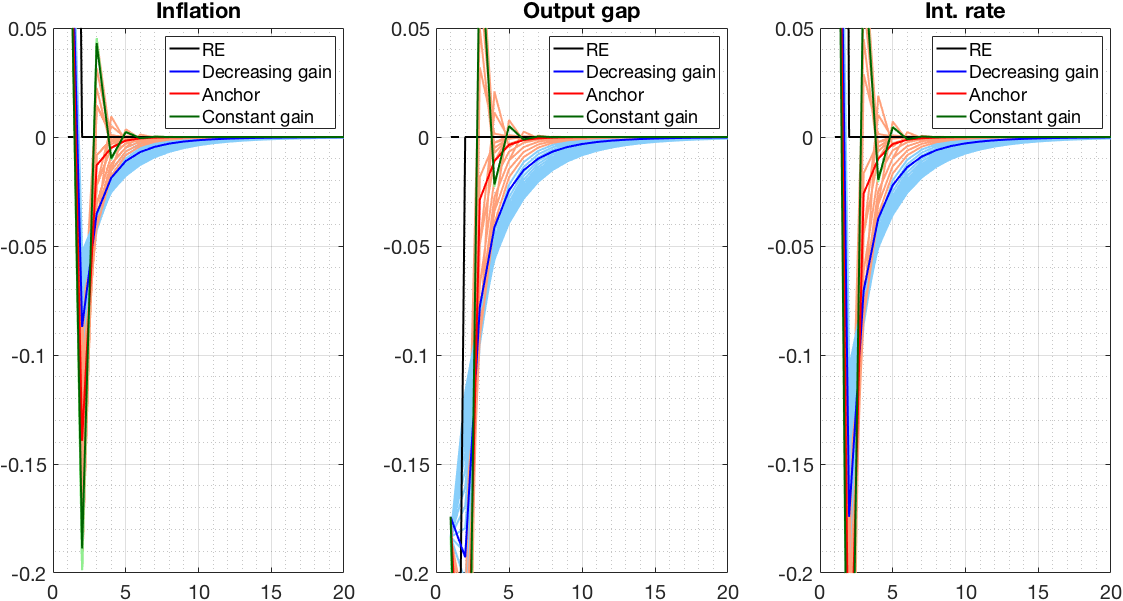 Inflation
0.05
0
-0.05
-0.1
-0.15
-0.2
0
5
10
15
20
RE
Decreasing gain
Anchor
Constant gain
Output gap
0.05
0
-0.05
-0.1
-0.15
-0.2
0
5
10
15
20
RE
Decreasing gain
Anchor
Constant gain
Int. rate
0.05
0
-0.05
-0.1
-0.15
-0.2
0
5
10
15
20
RE
Decreasing gain
Anchor
Constant gain